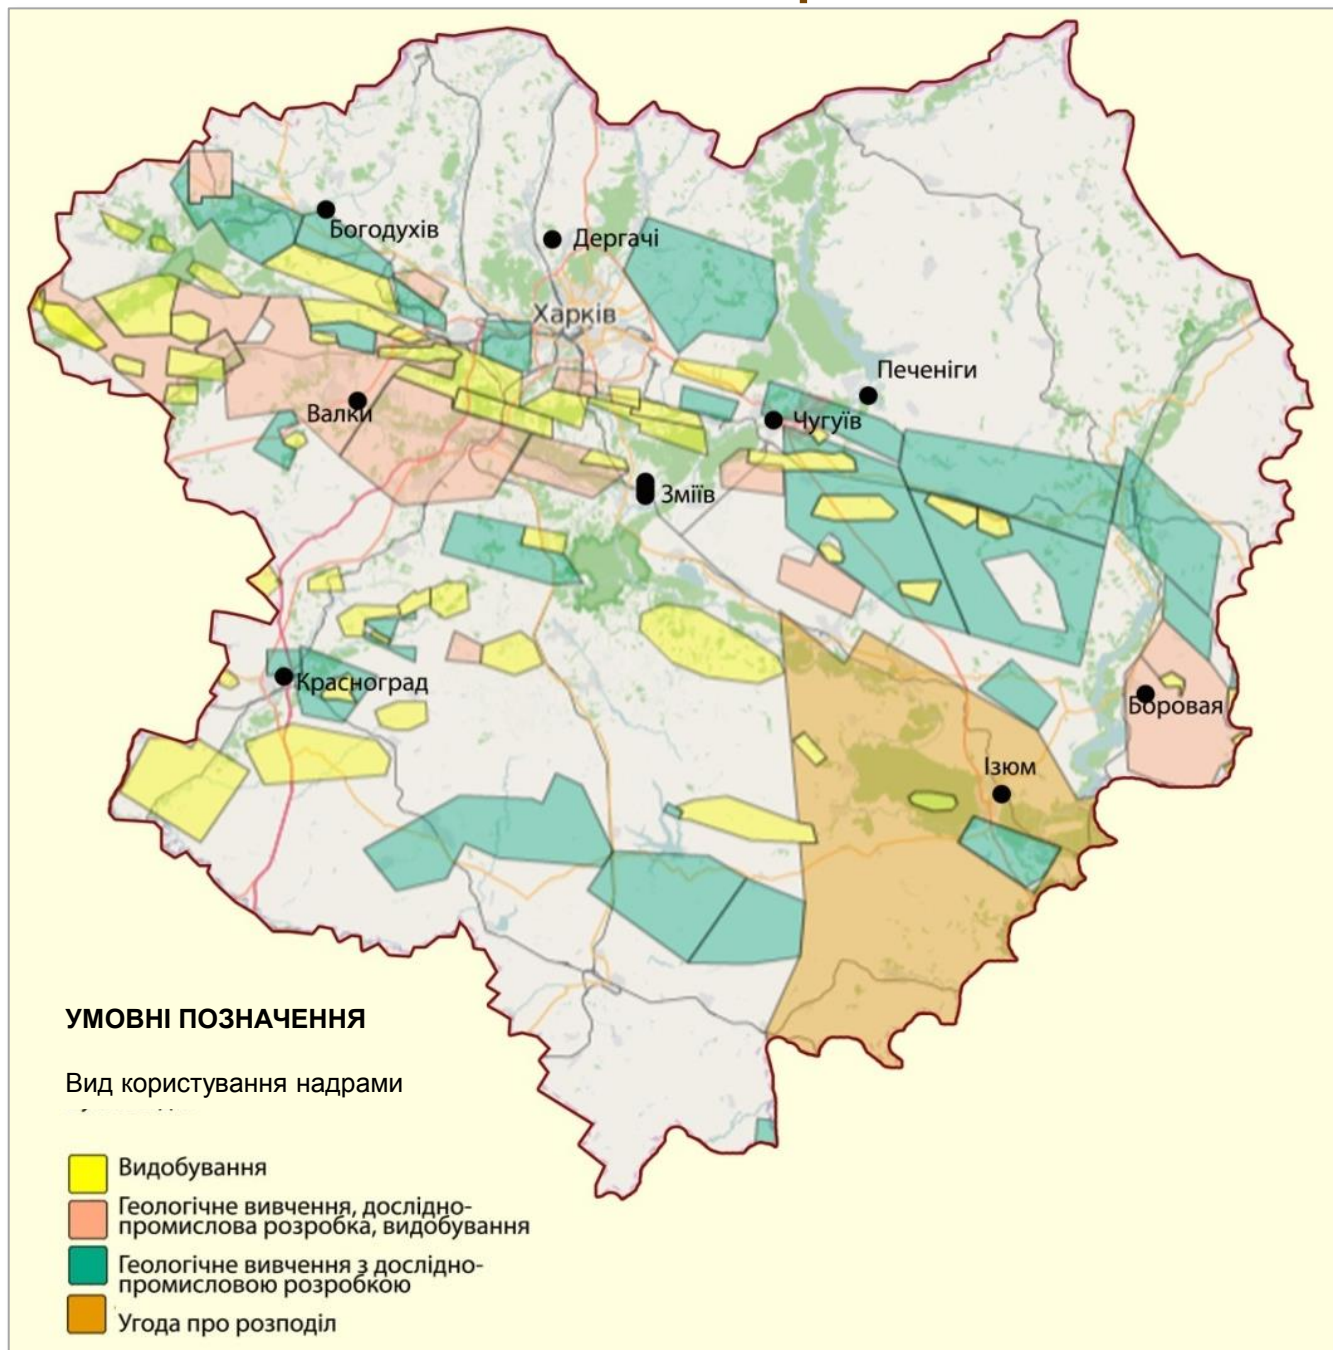 Богодухів
Дергачі
Харків
Печеніги
Валки
Чугуїв
Зміїв
Красноград
Боровая
Ізюм
УМОВНІ ПОЗНАЧЕННЯ
Вид користування надрами
Видобування
Геологічне вивчення, дослідно-
промислова розробка, видобування
Геологічне вивчення з дослідно-
промисловою розробкою
Угода про розподіл